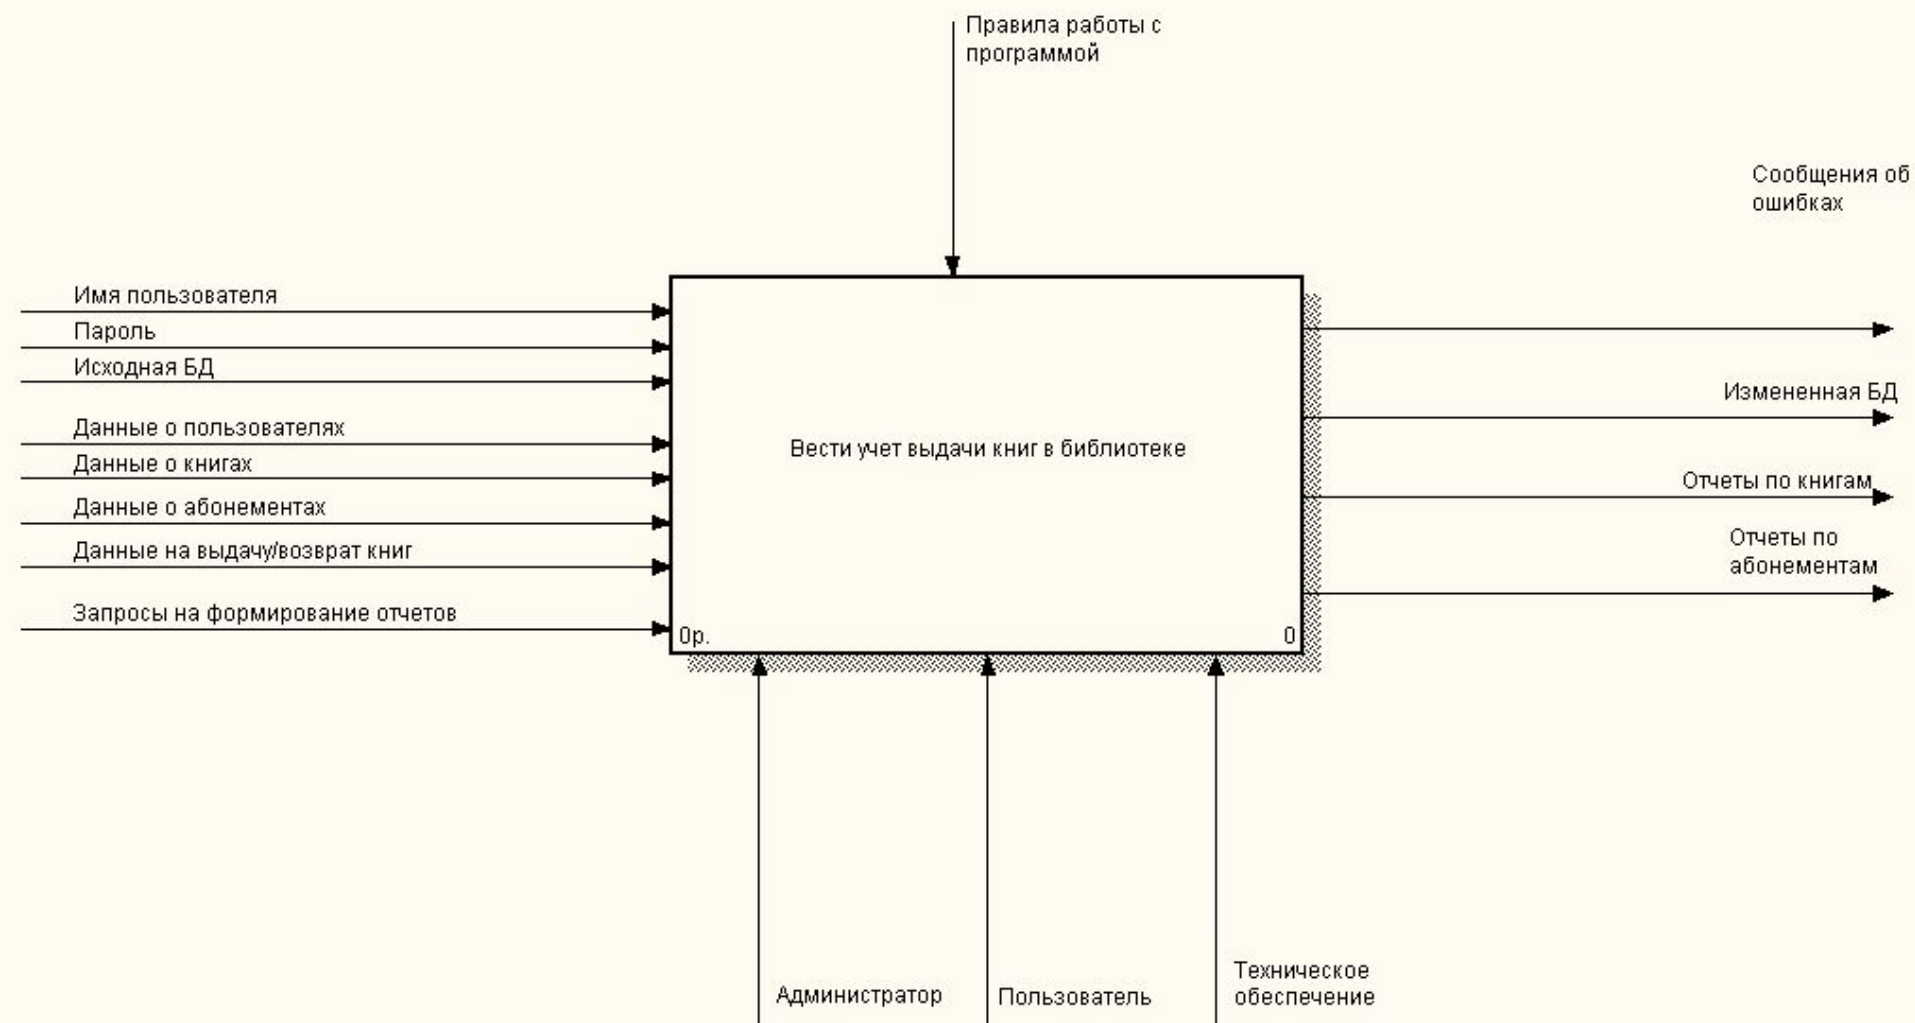 Правила работы с
программой
Сообщения об
ошибках
Имя пользователя
Пароль
Исходная БД
Данные о пользователях
Данные о книгах
Данные о абонементах
Данные на выдачу/возврат книг
Запросы на формирование отчетов
Вести учет выдачи книг в библиотеке
0р.
0
Измененная БД
Отчеты по книгам
Отчеты по
абонементам
Администратор
Пользователь
Техническое
обеспечение